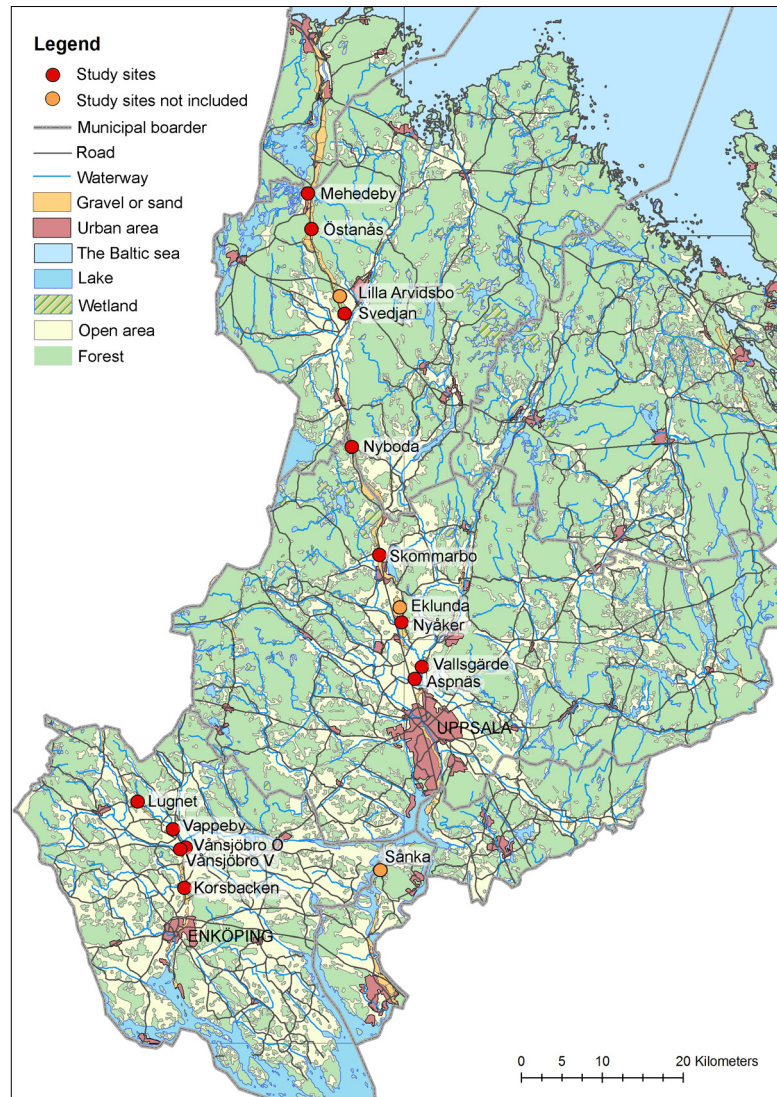 Legend
Study sites
Study sites not included
Municipal boarder
Road
Waterway
Gravel or sand
Urban area
The Baltic sea
Lake
Wetland
Open area
Forest
Mehedeby
Östanås
Lilla Arvidsbo
Svedjan
Nyboda
Skommarbo
Eklunda
Nyåker
Vallsgärde
Aspnäs
UPPSALA
Lugnet
Vappeby
Vånsjöbro O
Vånsjöbro V
Sånka
Korsbacken
ENKÖPING
0 5 10 20 Kilometers